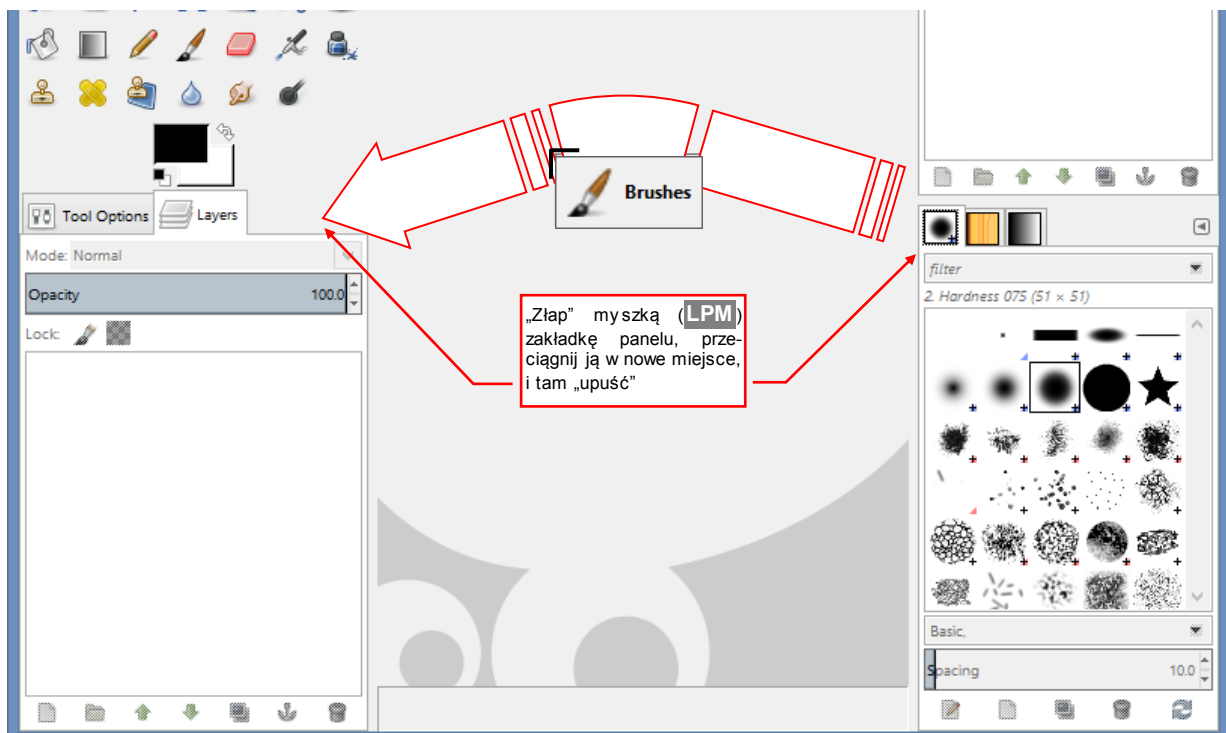 Tool Options
Layers
Mode: Normal
Opacity 100.0
Lock:
Brushes
„Złap” myszką (LPM)
zakładkę panelu, prze-
ciągnij ją w nowe miejsce,
i tam „upuść”
filter
2. Hardness 075 (51 × 51)
Basic,
Spacing 10.0